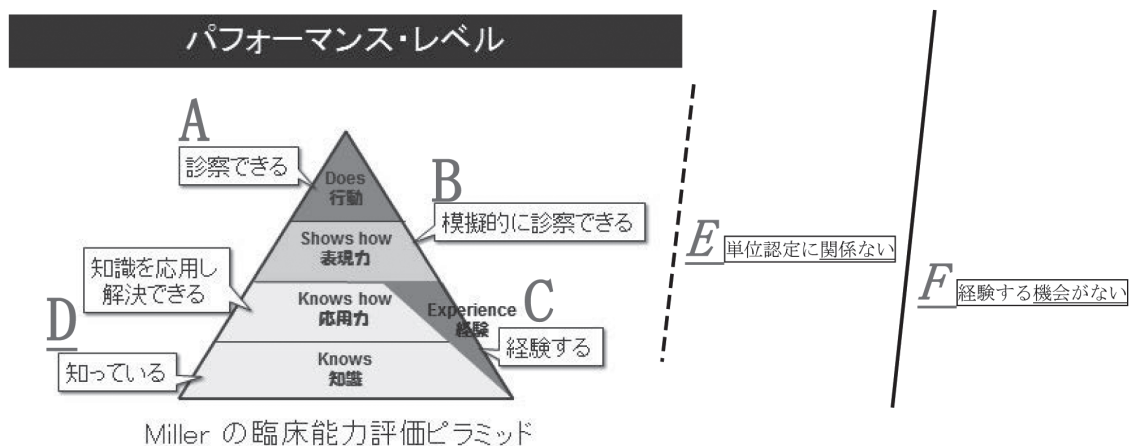 パフォーマンス・レベル
A
診察できる
Does
行動
B
模擬的に診察できる
Shows how
表現力
知識を応用し
解決できる
Knows how
応用力
Experience
経験
C
経験する
D
知っている
Knows
知識
E 単位認定に関係ない
F 経験する機会がない
Miller の臨床能力評価ピラミッド